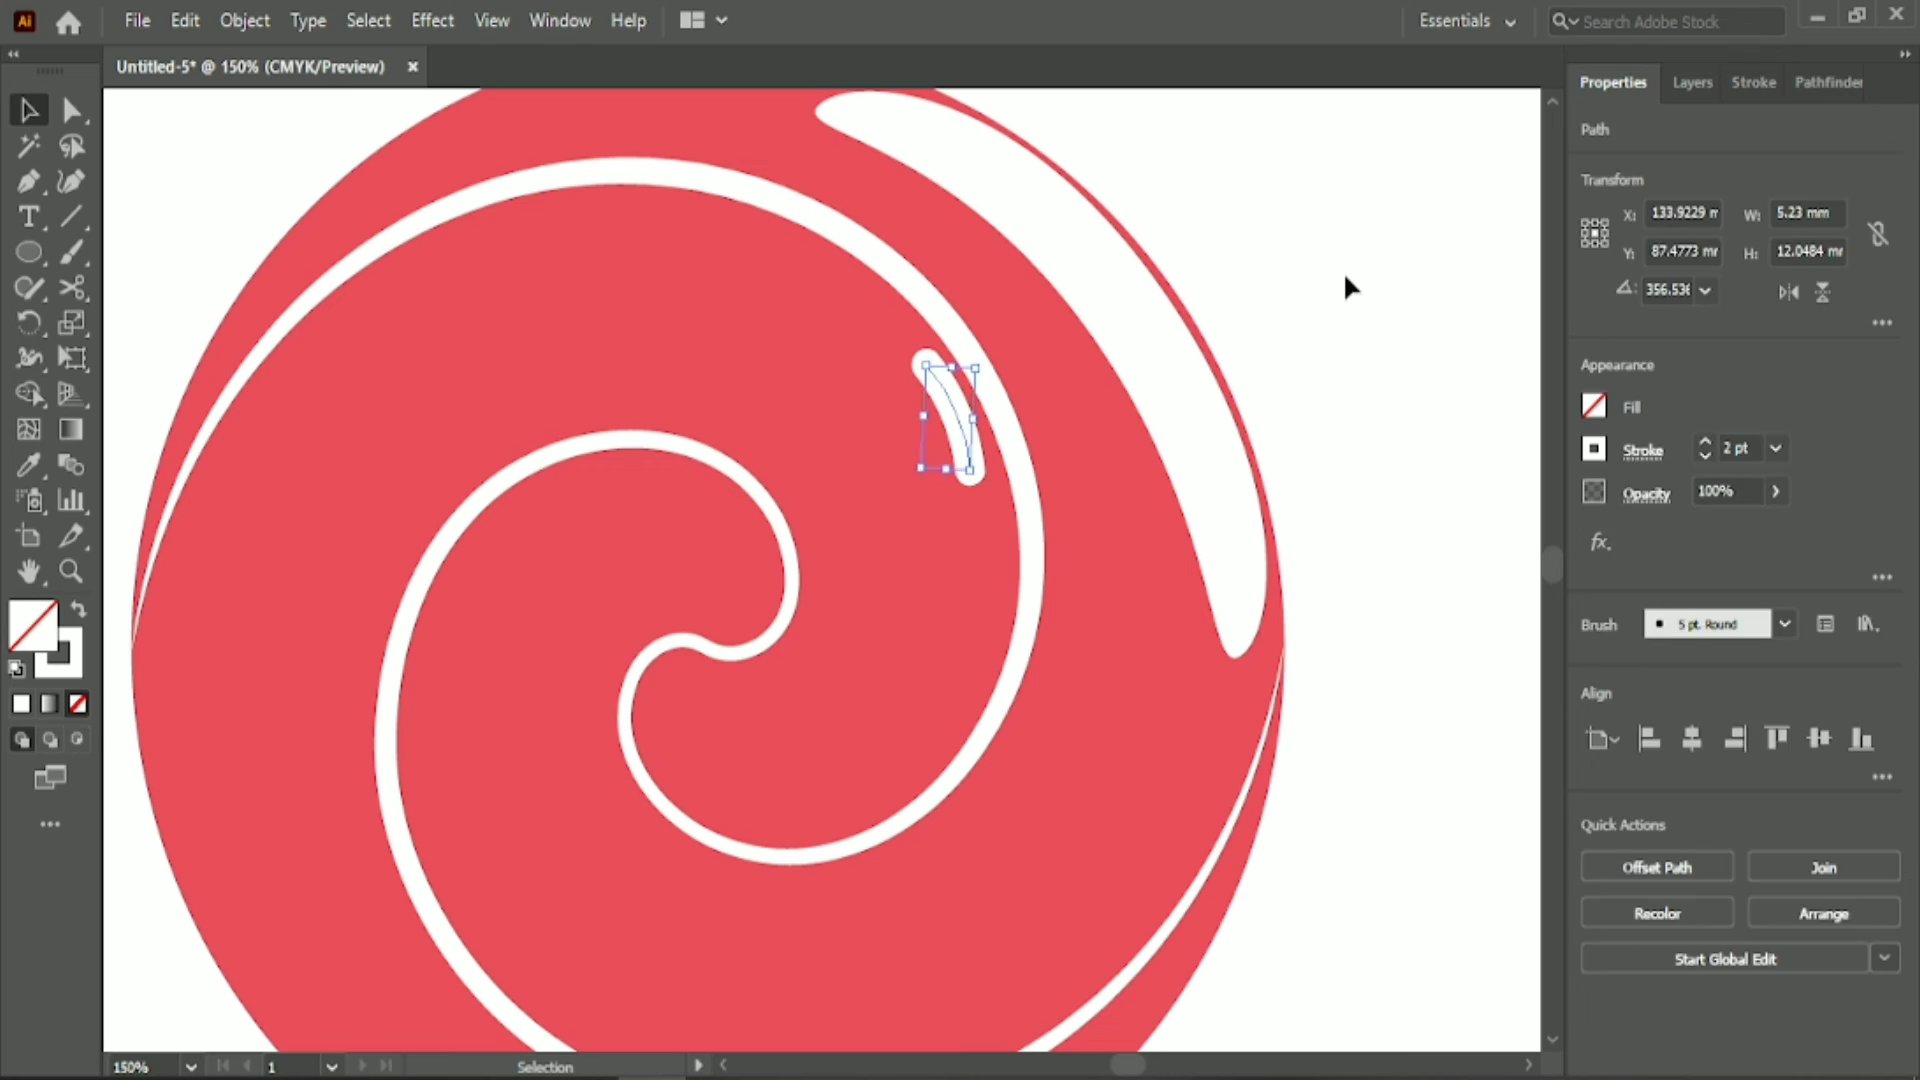 Ai File Edit Object Type Select Effect View Window Help Essentials Search Adobe Stock
Untitled-5* @ 150% (CMYK/Preview)
Properties Layers Stroke Pathfinder
Path
Transform
X: 133.9229 m W: 5.23 mm
Y: 87.4773 mm H: 12.0484 mm
356.536
Appearance
Fill
Stroke 2 pt
Opacity 100%
fx.
Brush 5 pt. Round
Align
Quick Actions
Offset Path Join
Recolor Arrange
Start Global Edit
150% 1 Selection